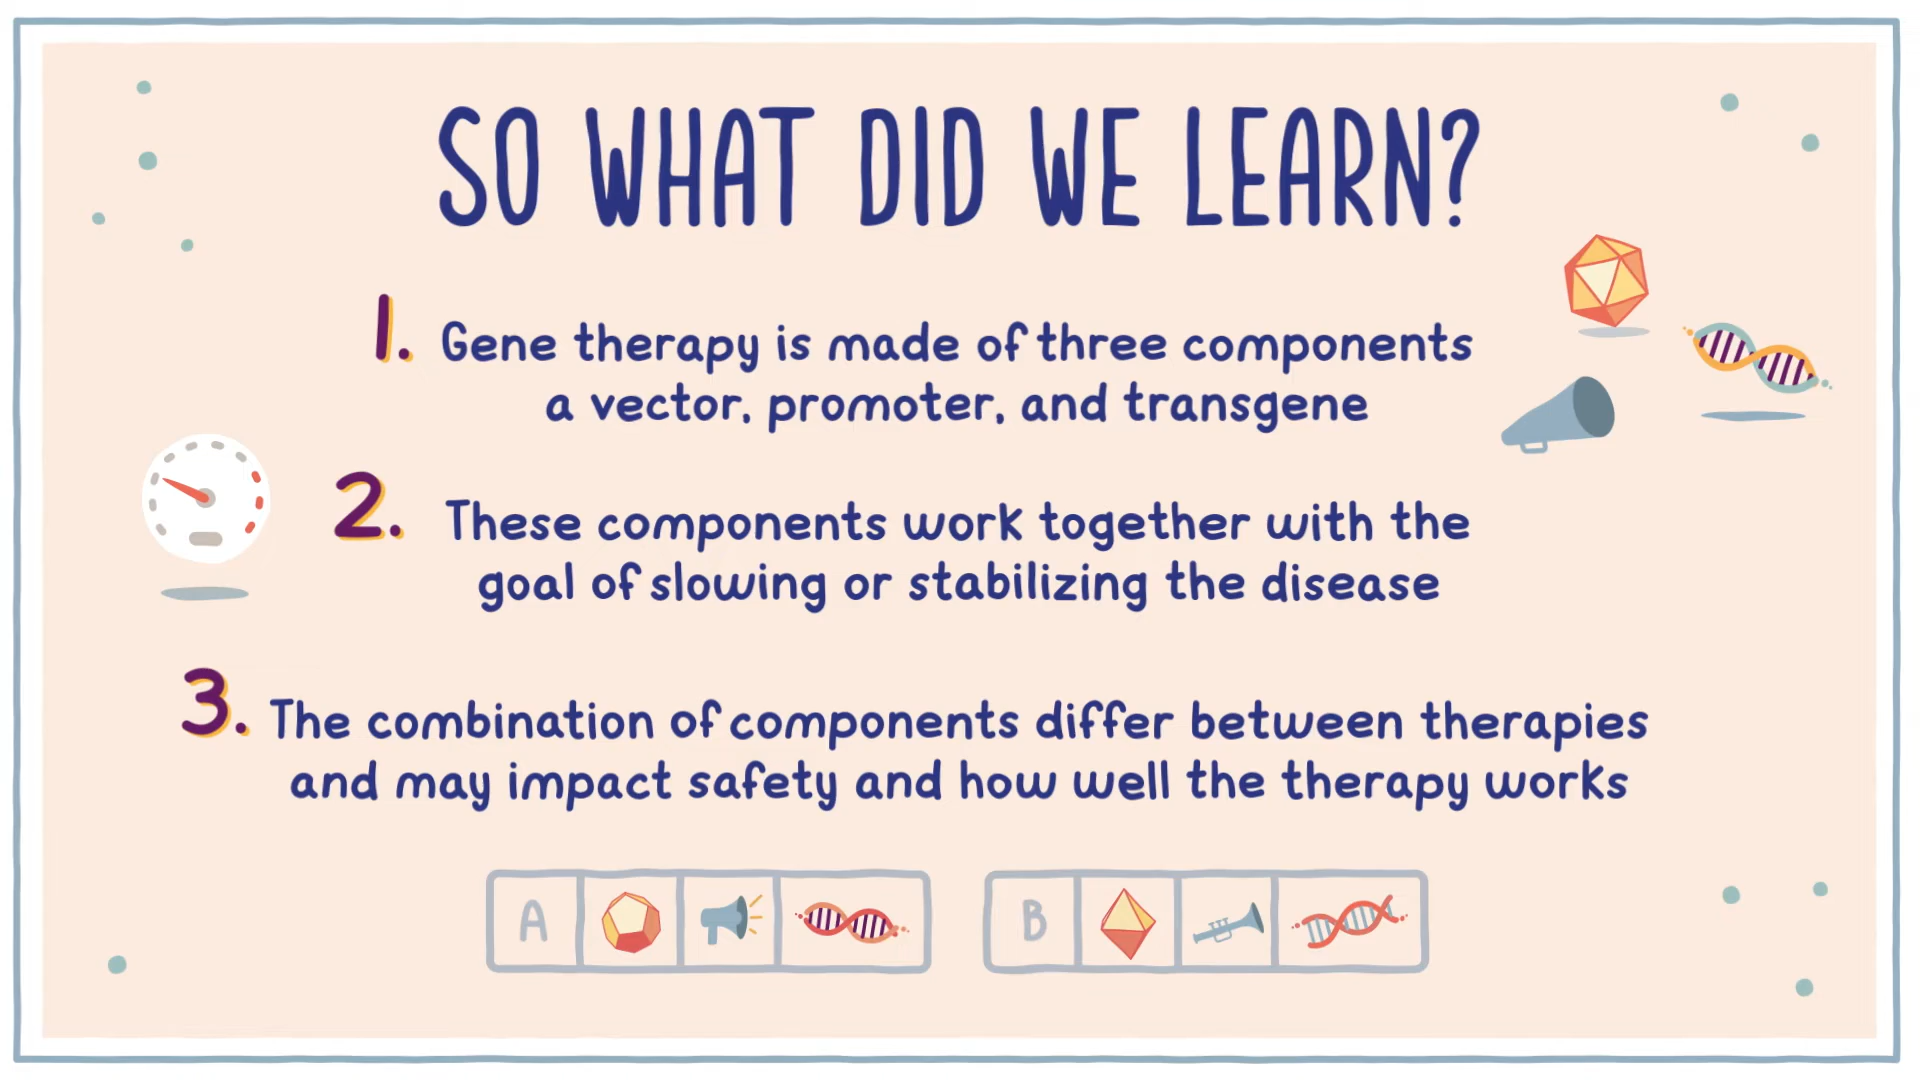 SO WHAT DID WE LEARN?
1. Gene therapy is made of three components
a vector, promoter, and transgene
2. These components work together with the
goal of slowing or stabilizing the disease
3. The combination of components differ between therapies
and may impact safety and how well the therapy works
A
B